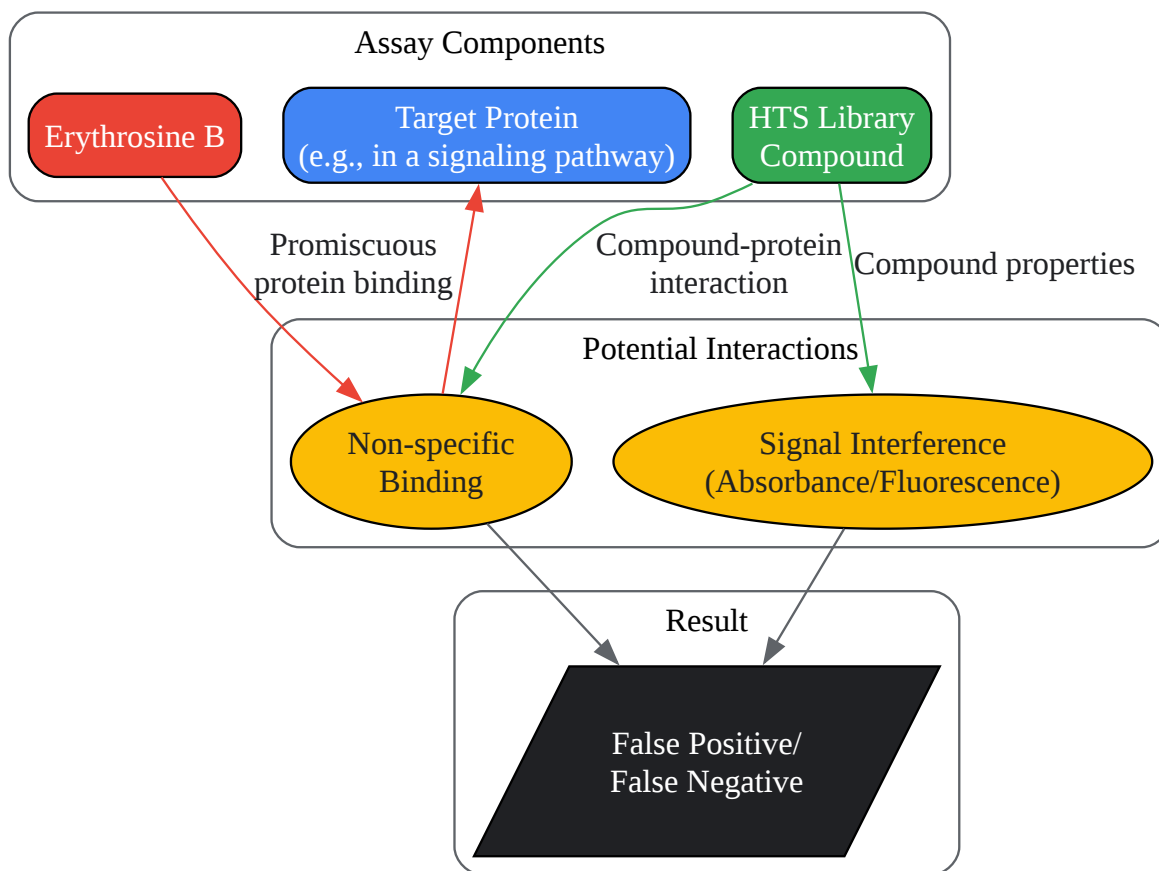 Assay Components
Erythrosine B
Target Protein
(e.g., in a signaling pathway)
HTS Library
Compound
Promiscuous
protein binding
Compound-protein
interaction
Compound properties
Potential Interactions
Non-specific
Binding
Signal Interference
(Absorbance/Fluorescence)
Result
False Positive/
False Negative